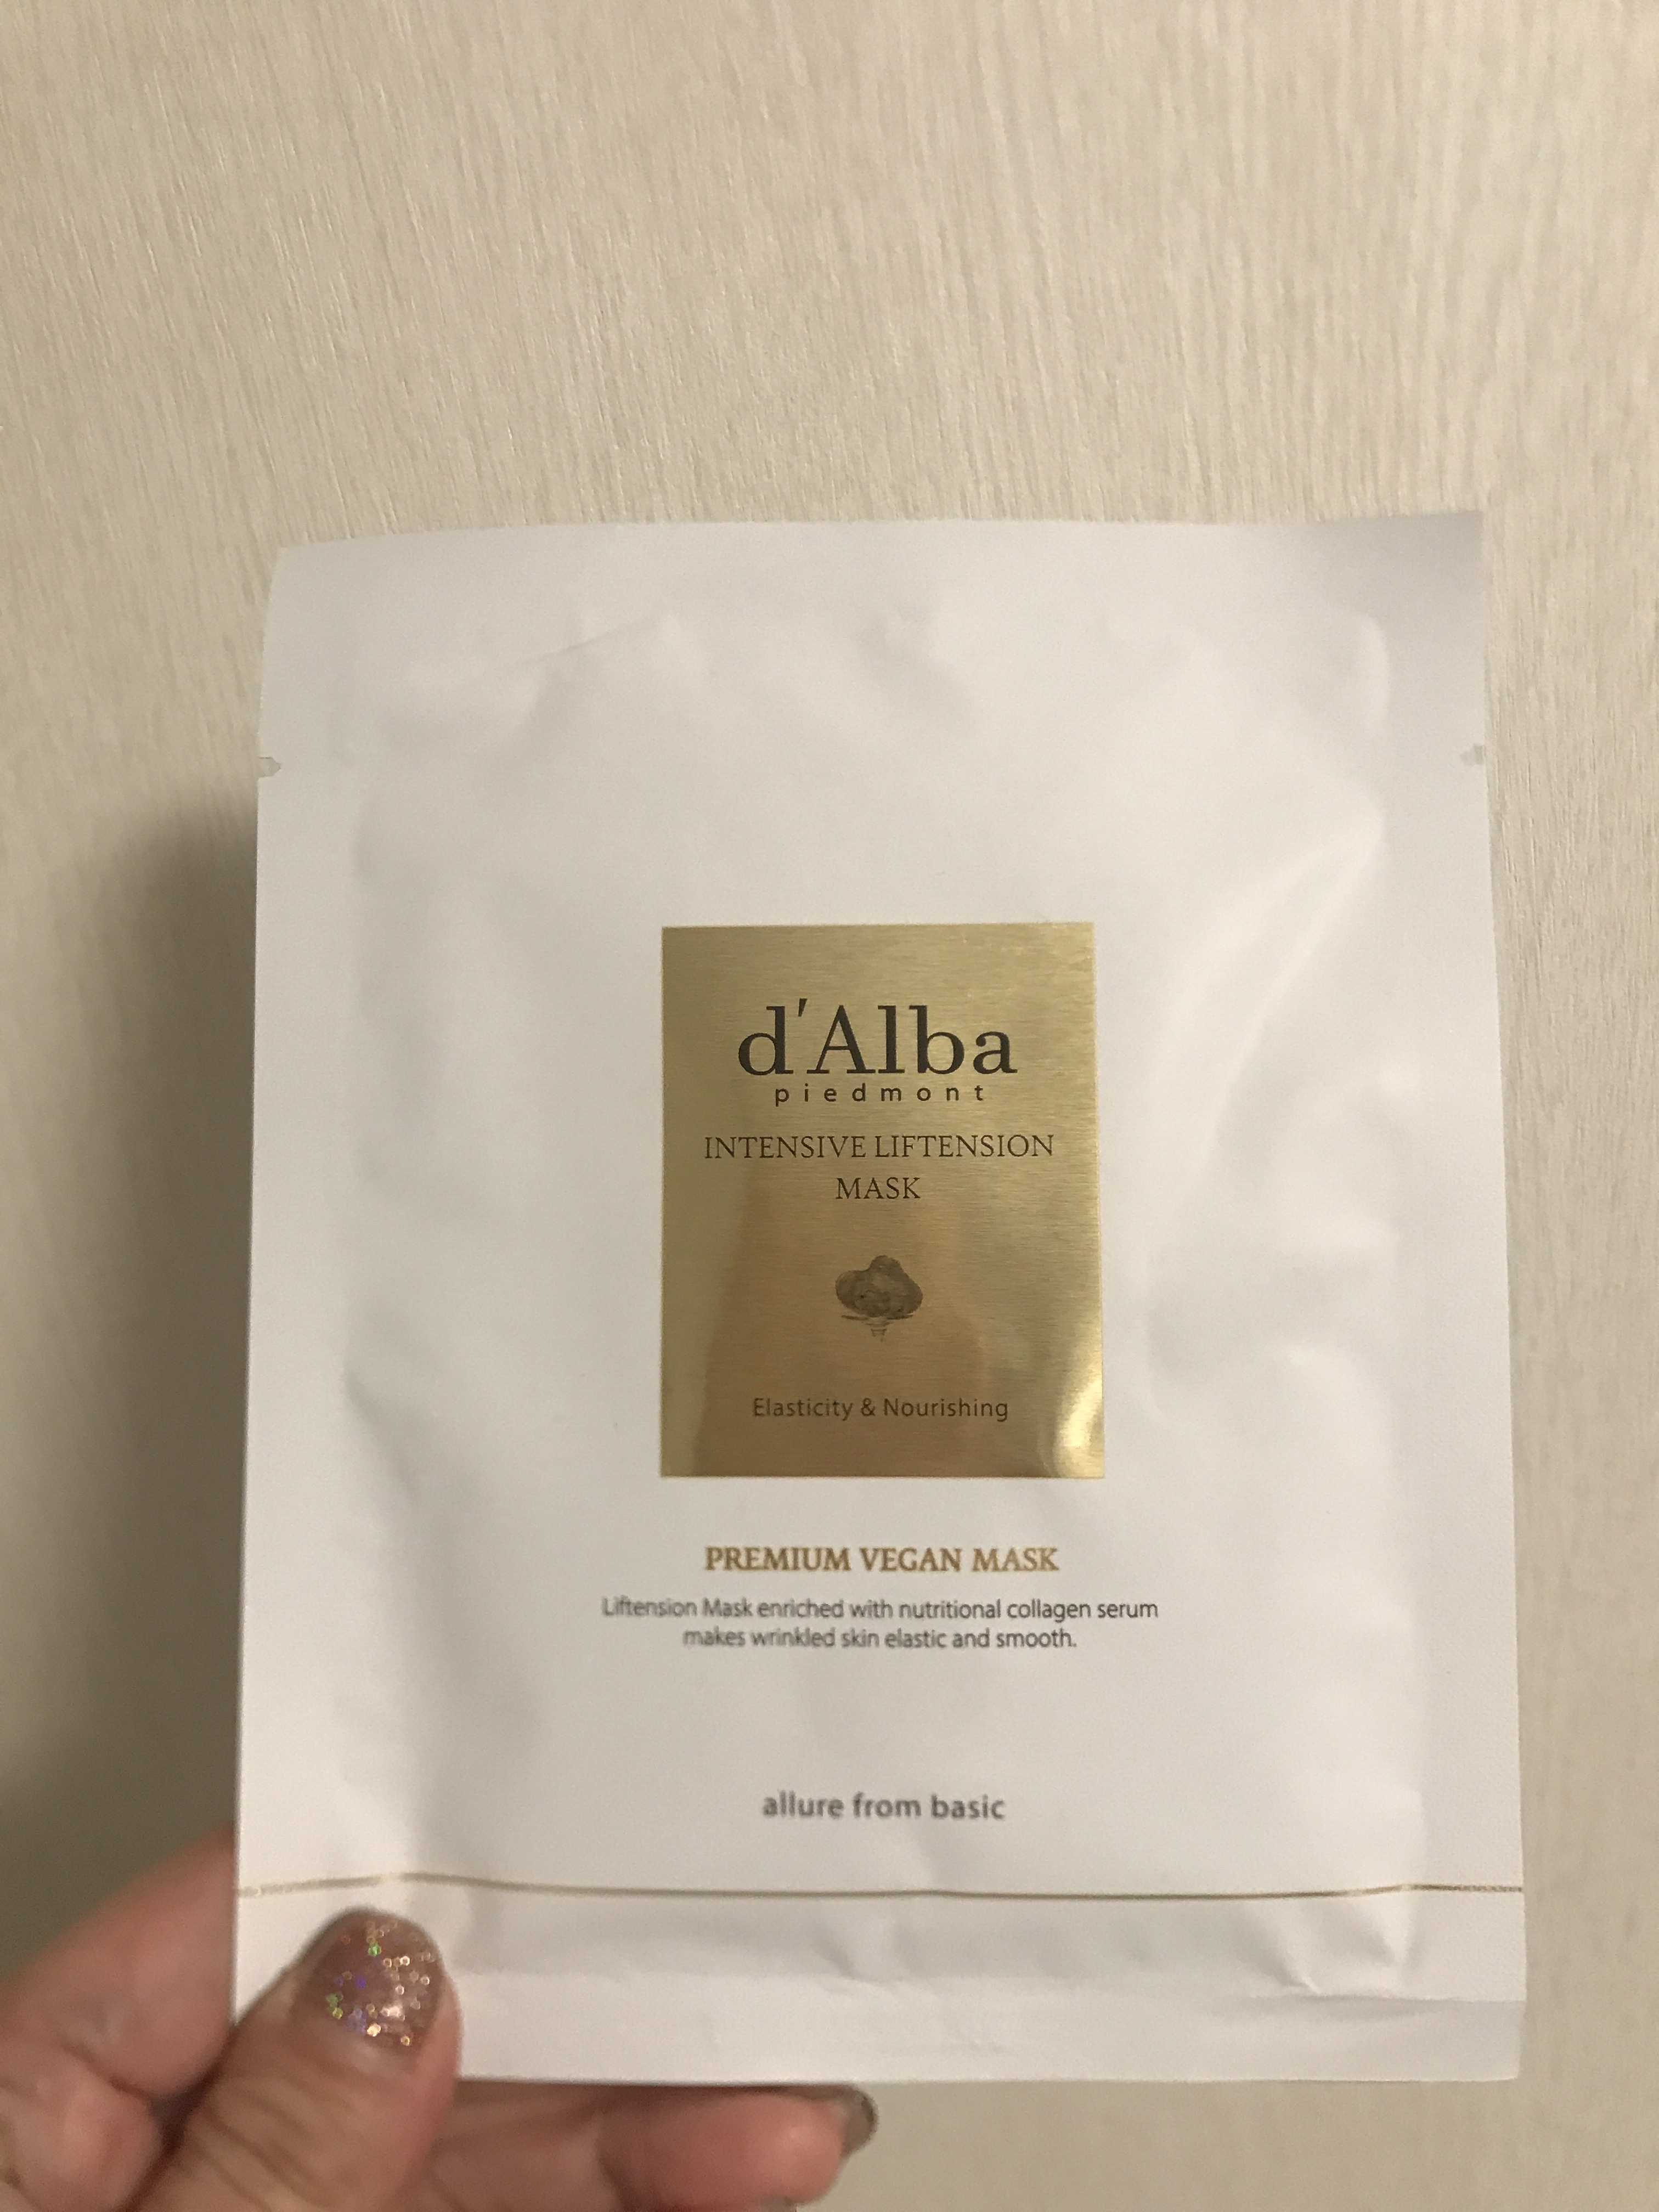 d'Alba
piedmont
INTENSIVE LIFTENSION
MASK
Elasticity & Nourishing
PREMIUM VEGAN MASK
Liftension Mask enriched with nutritional collagen serum
makes wrinkled skin elastic and smooth.
allure from basic